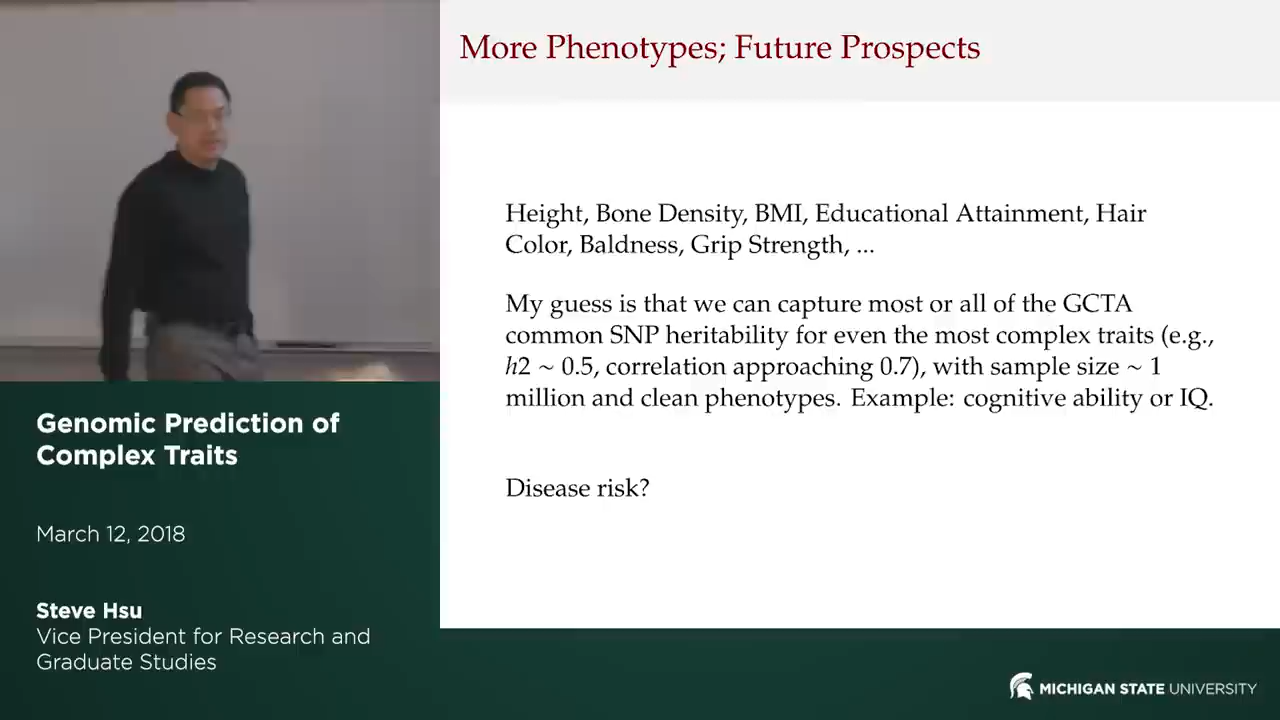 More Phenotypes; Future Prospects
Height, Bone Density, BMI, Educational Attainment, Hair
Color, Baldness, Grip Strength, ...
My guess is that we can capture most or all of the GCTA
common SNP heritability for even the most complex traits (e.g.,
h2 ~ 0.5, correlation approaching 0.7), with sample size ~ 1
million and clean phenotypes. Example: cognitive ability or IQ.
Disease risk?
Genomic Prediction of
Complex Traits
March 12, 2018
Steve Hsu
Vice President for Research and
Graduate Studies
MICHIGAN STATE UNIVERSITY